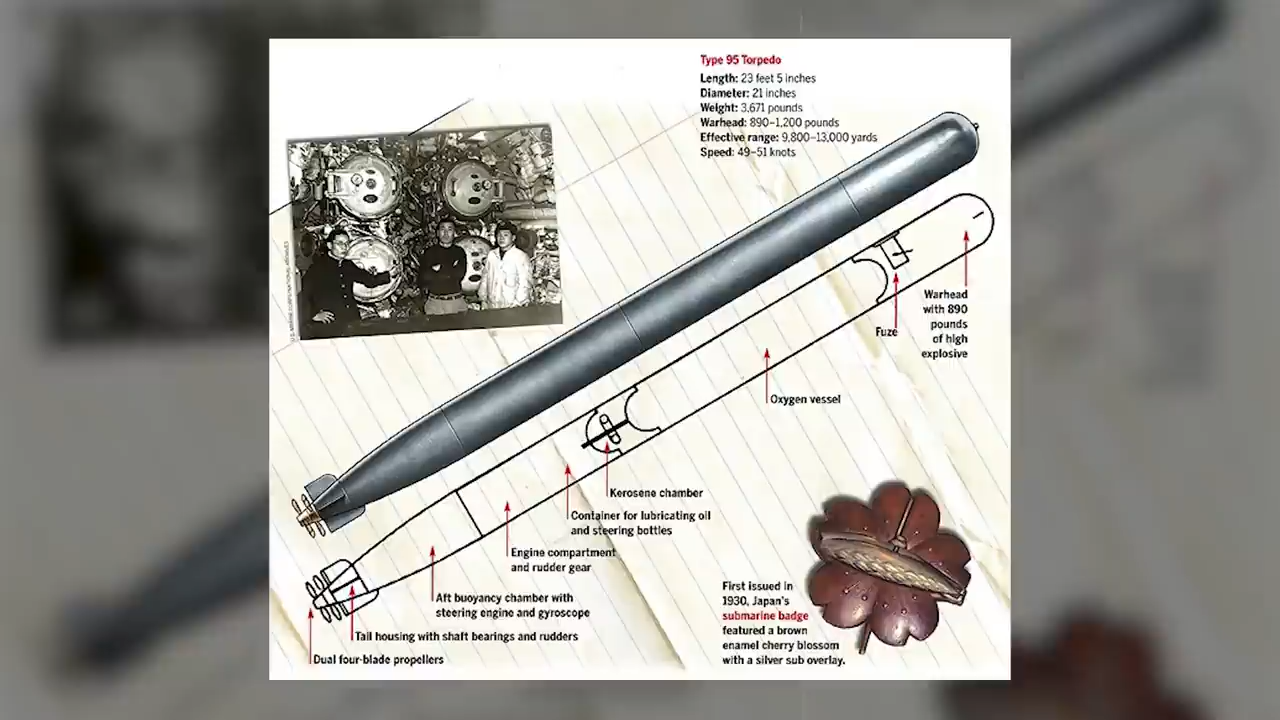 Type 95 Torpedo
Length: 23 feet 5 inches
Diameter: 21 inches
Weight: 3,671 pounds
Warhead: 890–1,200 pounds
Effective range: 9,800–13,000 yards
Speed: 49–51 knots
Warhead
with 890
pounds
of high
explosive
Fuze
Oxygen vessel
Kerosene chamber
Container for lubricating oil
and steering bottles
Engine compartment
and rudder gear
Aft buoyancy chamber with
steering engine and gyroscope
Tail housing with shaft bearings and rudders
Dual four-blade propellers
First issued in
1930, Japan's
submarine badge
featured a brown
enamel cherry blossom
with a silver sub overlay.